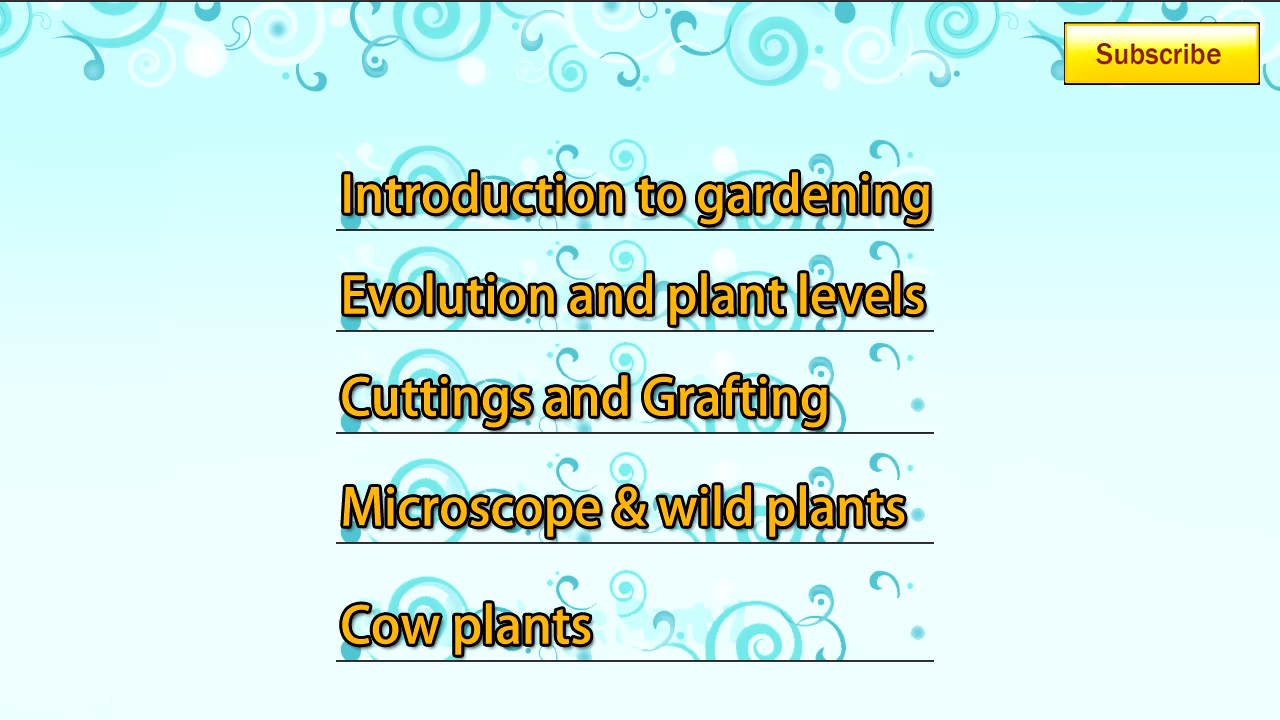 Subscribe
Introduction to gardening
Evolution and plant levels
Cuttings and Grafting
Microscope & wild plants
Cow plants